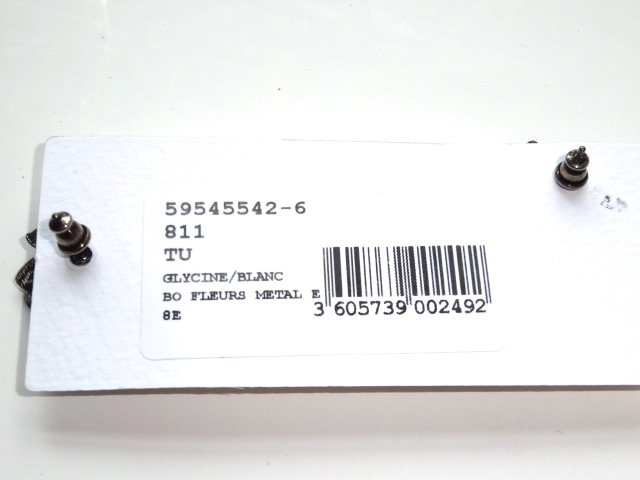 59545542-6
811
TU
GLYCINE/BLANC
BO FLEURS METAL E
8E
3 605739 002492